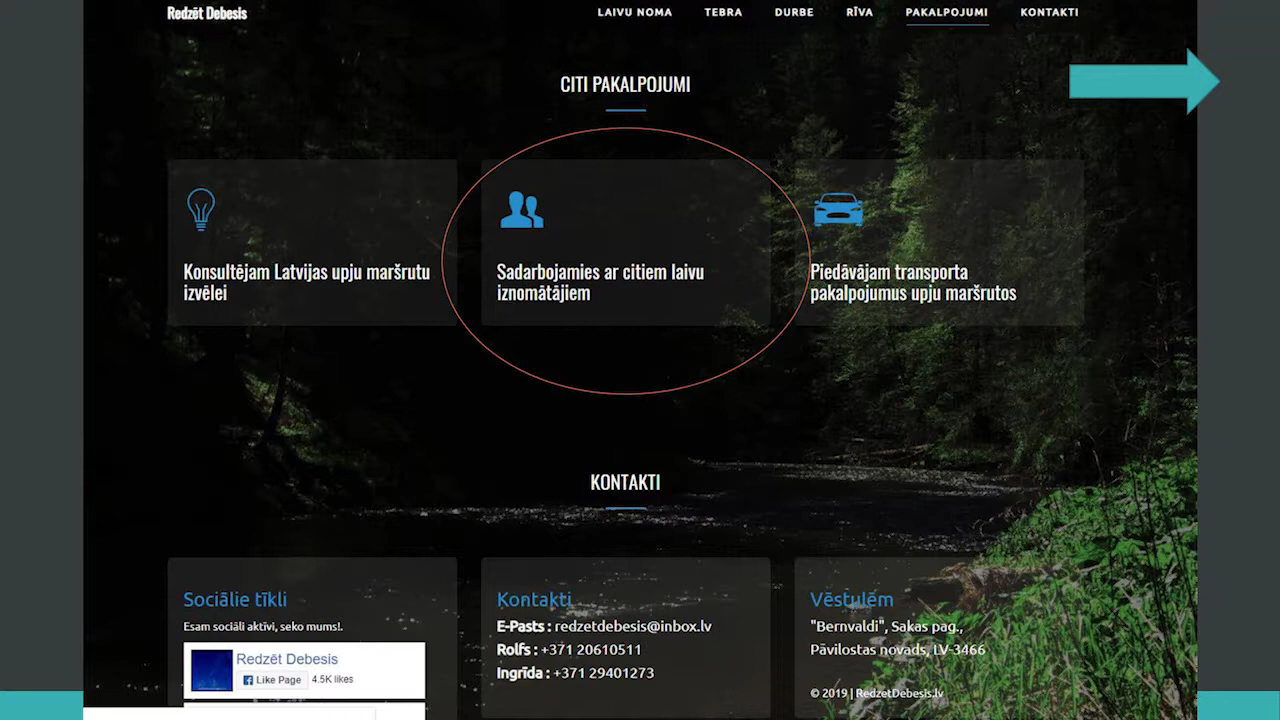 Redzēt Debesis
LAIVU NOMA
TEBRA
DURBE
RĪVA
PAKALPOJUMI
KONTAKTI
CITI PAKALPOJUMI
Konsultējam Latvijas upju maršrutu
izvēlei
Sadarbojamies ar citiem laivu
iznomātājiem
Piedāvājam transporta
pakalpojumus upju maršrutos
KONTAKTI
Sociālie tīkli
Esam sociāli aktīvi, seko mums!.
Redzēt Debesis
Like Page
4.5K likes
Kontakti
E-Pasts : redzetdebesis@inbox.lv
Rolfs : +371 20610511
Ingrīda : +371 29401273
Vēstulēm
"Bernvaldi", Sakas pag.,
Pāvilostas novads, LV-3466
© 2019 | RedzetDebesis.lv